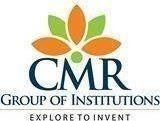 CMR
GROUP OF INSTITUTIONS
EXPLORE TO INVENT